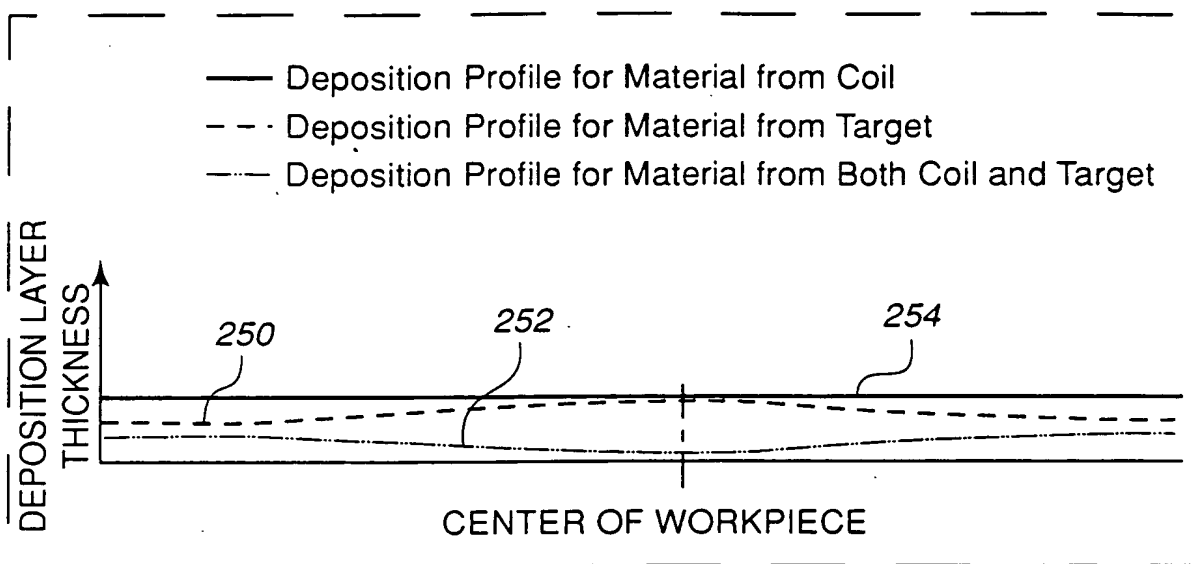 Deposition Profile for Material from Coil
Deposition Profile for Material from Target
Deposition Profile for Material from Both Coil and Target
DEPOSITION LAYER
THICKNESS
250
252
254
CENTER OF WORKPIECE